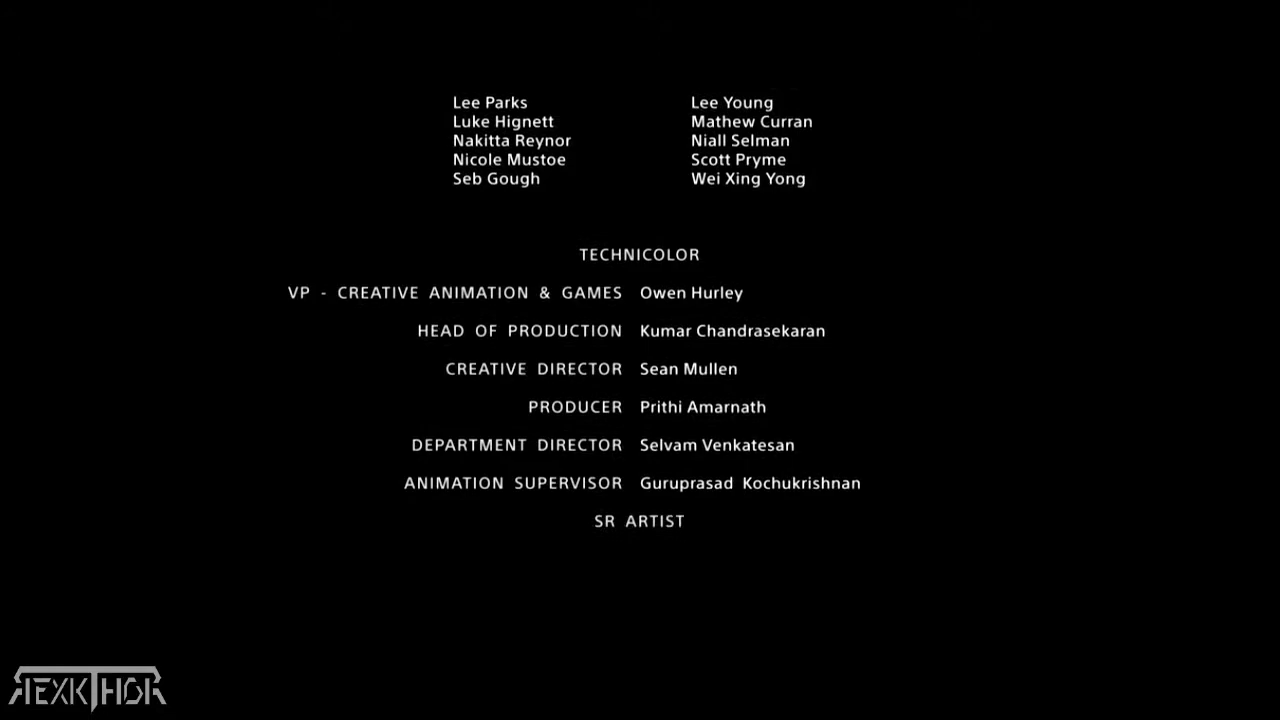 Lee Parks Lee Young
Luke Hignett Mathew Curran
Nakitta Reynor Niall Selman
Nicole Mustoe Scott Pryme
Seb Gough Wei Xing Yong
TECHNICOLOR
VP - CREATIVE ANIMATION & GAMES Owen Hurley
HEAD OF PRODUCTION Kumar Chandrasekaran
CREATIVE DIRECTOR Sean Mullen
PRODUCER Prithi Amarnath
DEPARTMENT DIRECTOR Selvam Venkatesan
ANIMATION SUPERVISOR Guruprasad Kochukrishnan
SR ARTIST